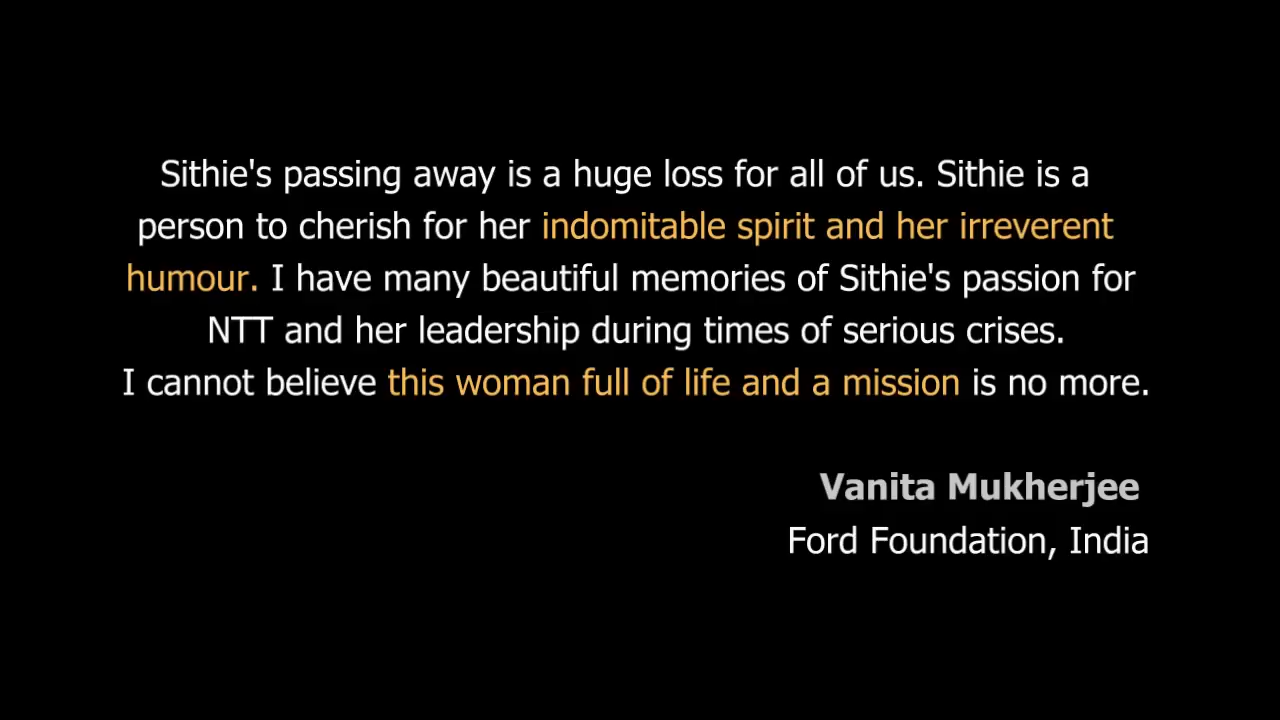 Sithie's passing away is a huge loss for all of us. Sithie is a
person to cherish for her indomitable spirit and her irreverent
humour. I have many beautiful memories of Sithie's passion for
NTT and her leadership during times of serious crises.
I cannot believe this woman full of life and a mission is no more.
Vanita Mukherjee
Ford Foundation, India